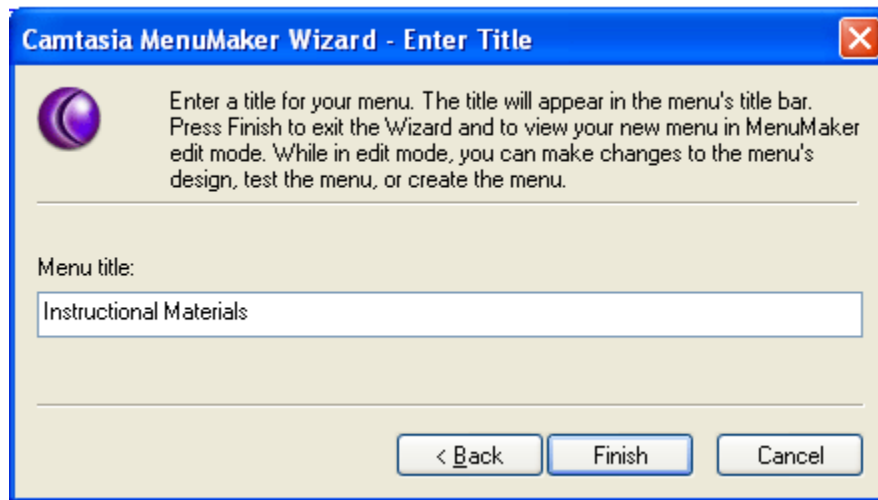 Camtasia MenuMaker Wizard - Enter Title
Enter a title for your menu. The title will appear in the menu's title bar.
Press Finish to exit the Wizard and to view your new menu in MenuMaker
edit mode. While in edit mode, you can make changes to the menu's
design, test the menu, or create the menu.
Menu title:
Instructional Materials
< Back Finish Cancel